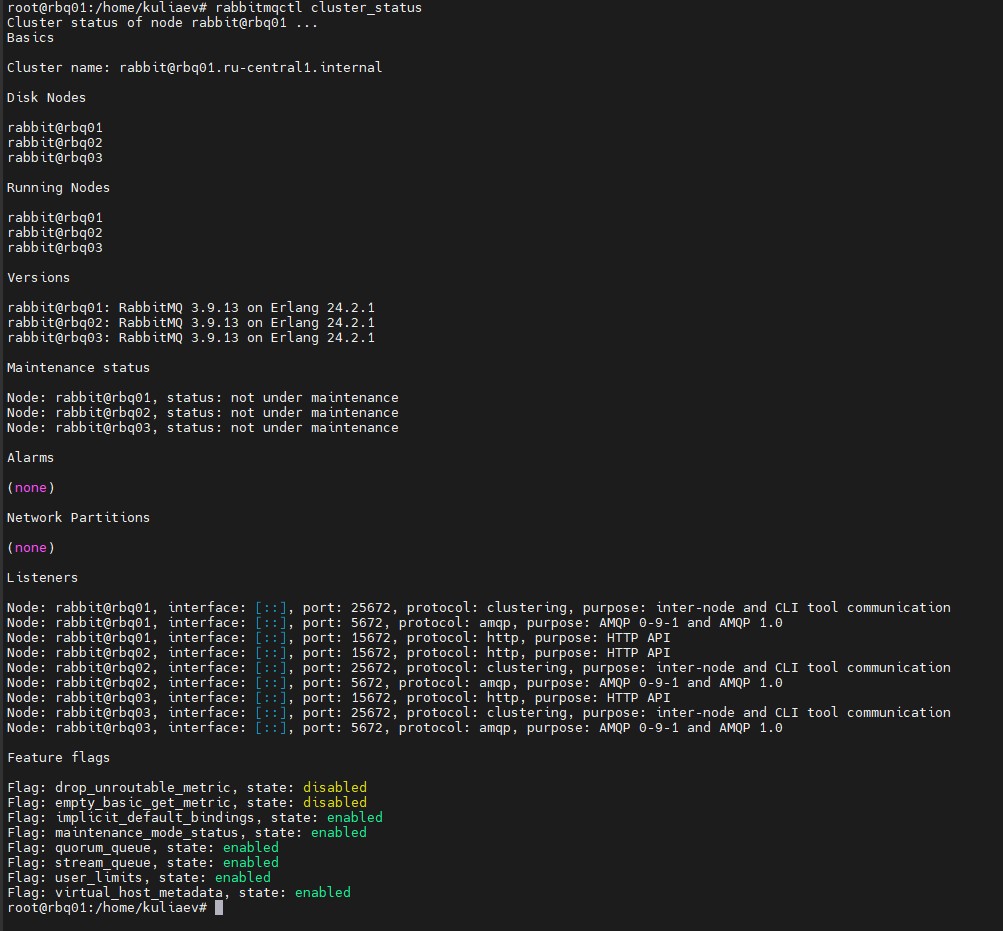 root@rbq01:/home/kuliaev# rabbitmqctl cluster_status
Cluster status of node rabbit@rbq01 ...
Basics
Cluster name: rabbit@rbq01.ru-central1.internal
Disk Nodes
rabbit@rbq01
rabbit@rbq02
rabbit@rbq03
Running Nodes
rabbit@rbq01
rabbit@rbq02
rabbit@rbq03
Versions
rabbit@rbq01: RabbitMQ 3.9.13 on Erlang 24.2.1
rabbit@rbq02: RabbitMQ 3.9.13 on Erlang 24.2.1
rabbit@rbq03: RabbitMQ 3.9.13 on Erlang 24.2.1
Maintenance status
Node: rabbit@rbq01, status: not under maintenance
Node: rabbit@rbq02, status: not under maintenance
Node: rabbit@rbq03, status: not under maintenance
Alarms
(none)
Network Partitions
(none)
Listeners
Node: rabbit@rbq01, interface: [::], port: 25672, protocol: clustering, purpose: inter-node and CLI tool communication
Node: rabbit@rbq01, interface: [::], port: 5672, protocol: amqp, purpose: AMQP 0-9-1 and AMQP 1.0
Node: rabbit@rbq01, interface: [::], port: 15672, protocol: http, purpose: HTTP API
Node: rabbit@rbq02, interface: [::], port: 15672, protocol: http, purpose: HTTP API
Node: rabbit@rbq02, interface: [::], port: 25672, protocol: clustering, purpose: inter-node and CLI tool communication
Node: rabbit@rbq02, interface: [::], port: 5672, protocol: amqp, purpose: AMQP 0-9-1 and AMQP 1.0
Node: rabbit@rbq03, interface: [::], port: 15672, protocol: http, purpose: HTTP API
Node: rabbit@rbq03, interface: [::], port: 25672, protocol: clustering, purpose: inter-node and CLI tool communication
Node: rabbit@rbq03, interface: [::], port: 5672, protocol: amqp, purpose: AMQP 0-9-1 and AMQP 1.0
Feature flags
Flag: drop_unroutable_metric, state: disabled
Flag: empty_basic_get_metric, state: disabled
Flag: implicit_default_bindings, state: enabled
Flag: maintenance_mode_status, state: enabled
Flag: quorum_queue, state: enabled
Flag: stream_queue, state: enabled
Flag: user_limits, state: enabled
Flag: virtual_host_metadata, state: enabled
root@rbq01:/home/kuliaev#